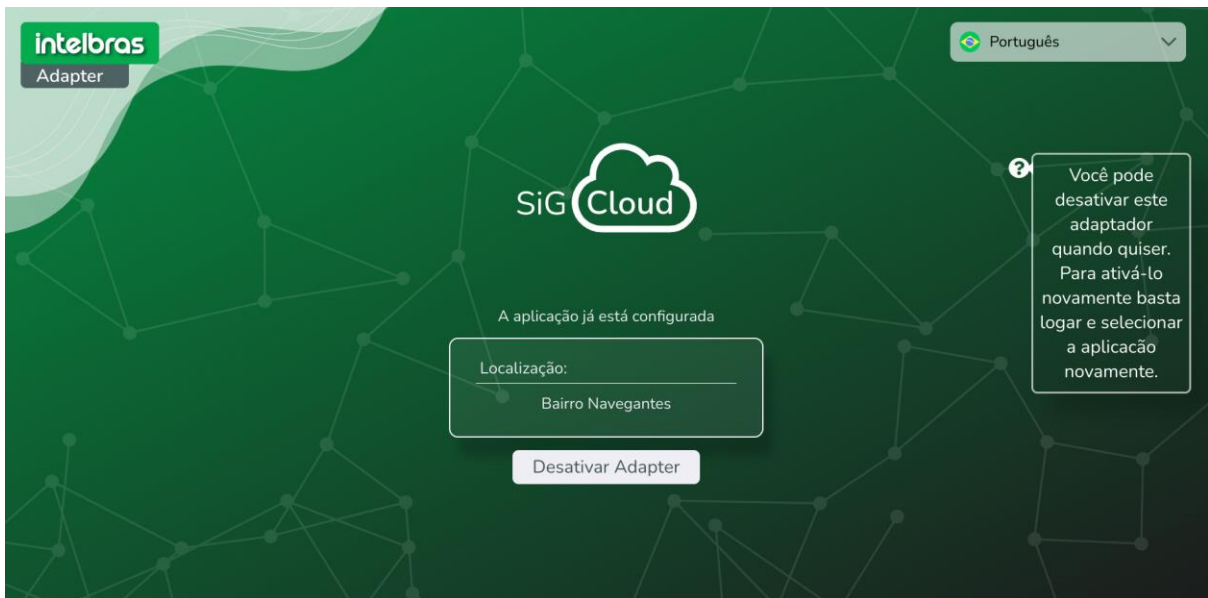 intelbras
Adapter
Português
SiG Cloud
A aplicação já está configurada
Localização:
Bairro Navegantes
Desativar Adapter
?
Você pode
desativar este
adaptador
quando quiser.
Para ativá-lo
novamente basta
logar e selecionar
a aplicacão
novamente.